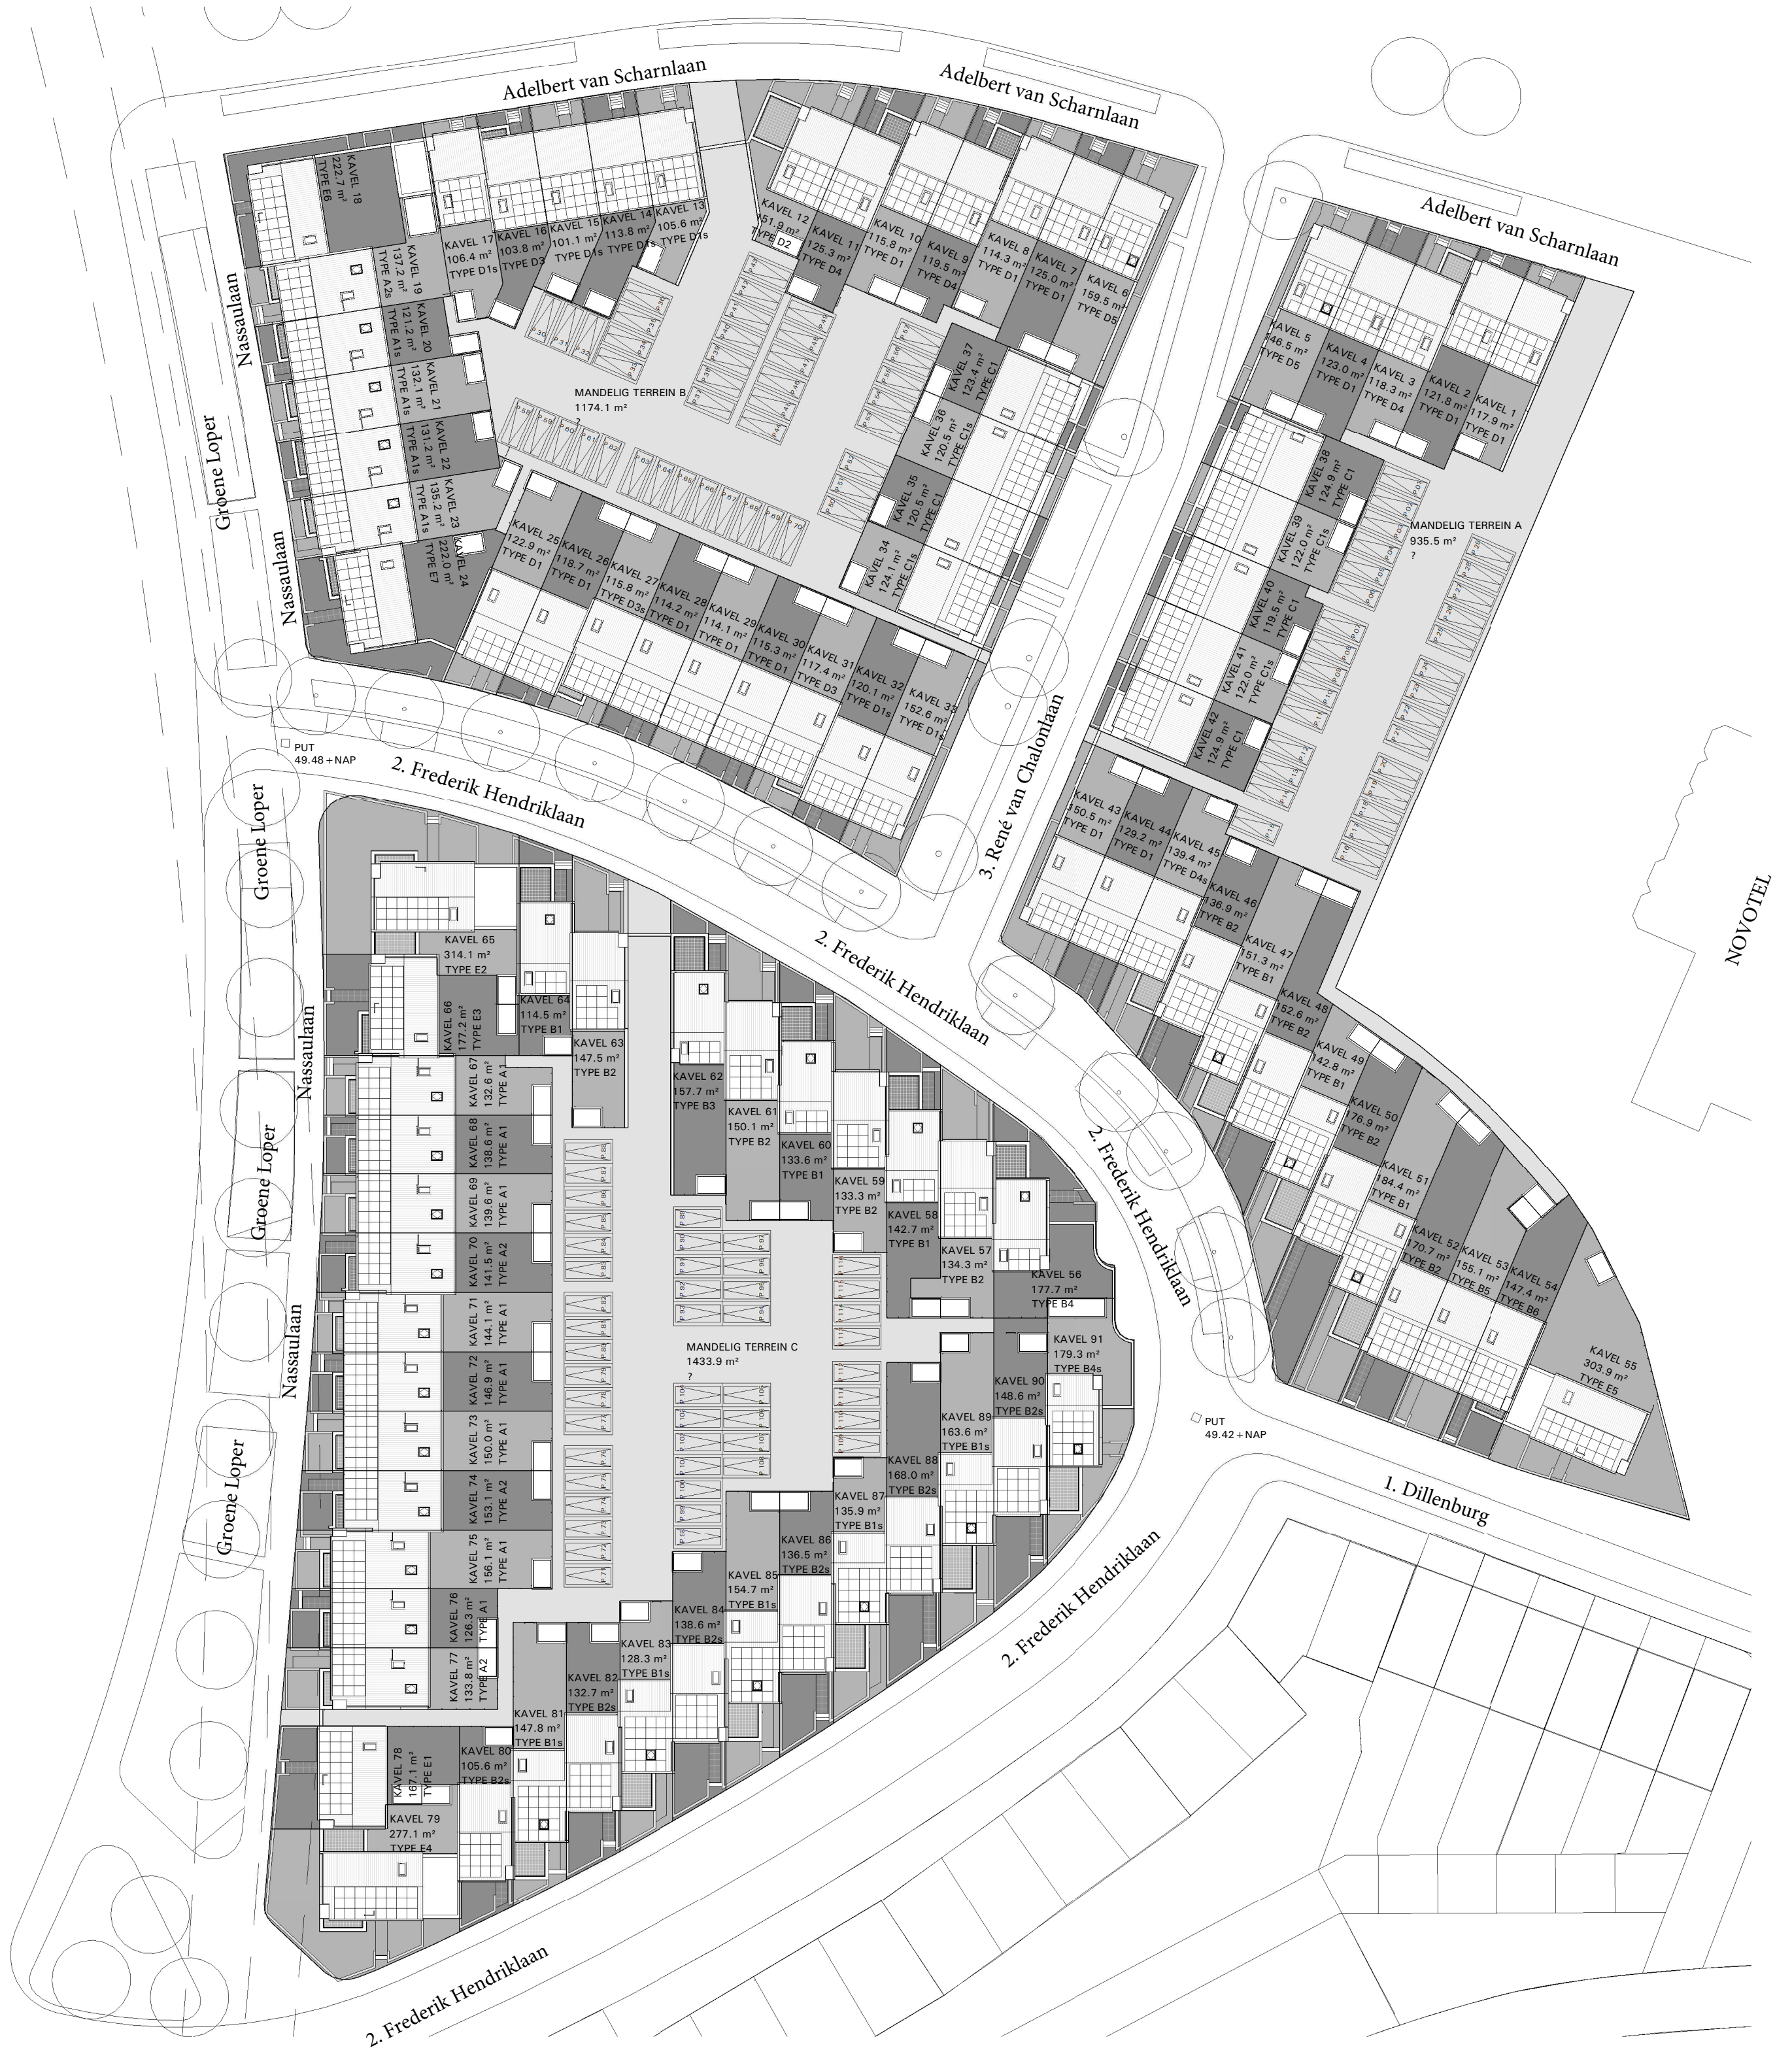 Adelbert van Scharnlaan
Adelbert van Scharnlaan
Adelbert van Scharnlaan
Nassaulaan
Groene Loper
Nassaulaan
KAVEL 18
222.7 m²
TYPE E6
KAVEL 17
106.4 m²
TYPE D1s
KAVEL 16
103.8 m²
TYPE D3
KAVEL 15
101.1 m²
TYPE D1s
KAVEL 14
113.8 m²
TYPE D1s
KAVEL 13
105.6 m²
TYPE D1s
KAVEL 12
151.9 m²
TYPE D2
KAVEL 11
125.3 m²
TYPE D4
KAVEL 10
115.8 m²
TYPE D1
KAVEL 9
119.5 m²
TYPE D4
KAVEL 8
114.3 m²
TYPE D1
KAVEL 7
125.0 m²
TYPE D1
KAVEL 6
159.5 m²
TYPE D5
KAVEL 5
146.5 m²
TYPE D5
KAVEL 4
123.0 m²
TYPE D1
KAVEL 3
118.3 m²
TYPE D4
KAVEL 2
121.8 m²
TYPE D1
KAVEL 1
117.9 m²
TYPE D1
KAVEL 19
137.2 m²
TYPE A2s
KAVEL 20
121.2 m²
TYPE A1s
KAVEL 21
132.1 m²
TYPE A1s
KAVEL 22
131.2 m²
TYPE A1s
KAVEL 23
135.2 m²
TYPE A1s
KAVEL 24
222.0 m²
TYPE E7
MANDELIG TERREIN B
1174.1 m²
?
KAVEL 37
123.4 m²
TYPE C1
KAVEL 36
120.5 m²
TYPE C1s
KAVEL 35
120.5 m²
TYPE C1
KAVEL 34
124.1 m²
TYPE C1s
KAVEL 25
122.9 m²
TYPE D1
KAVEL 26
118.7 m²
TYPE D1
KAVEL 27
115.8 m²
TYPE D3s
KAVEL 28
114.2 m²
TYPE D1
KAVEL 29
114.1 m²
TYPE D1
KAVEL 30
115.3 m²
TYPE D1
KAVEL 31
117.4 m²
TYPE D3
KAVEL 32
120.1 m²
TYPE D1s
KAVEL 33
152.6 m²
TYPE D1s
KAVEL 38
124.9 m²
TYPE C1
KAVEL 39
122.0 m²
TYPE C1s
KAVEL 40
119.5 m²
TYPE C1
KAVEL 41
122.0 m²
TYPE C1s
KAVEL 42
124.9 m²
TYPE C1
MANDELIG TERREIN A
935.5 m²
?
PUT
49.48+NAP
2. Frederik Hendriklaan
3. René van Chalonlaan
KAVEL 43
150.5 m²
TYPE D1
KAVEL 44
129.2 m²
TYPE D1
KAVEL 45
139.4 m²
TYPE D4s
KAVEL 46
136.9 m²
TYPE B2
KAVEL 47
151.3 m²
TYPE B1
KAVEL 48
152.6 m²
TYPE B2
KAVEL 49
142.8 m²
TYPE B1
KAVEL 50
176.9 m²
TYPE B2
KAVEL 51
184.4 m²
TYPE B1
KAVEL 52
170.7 m²
TYPE B2
KAVEL 53
155.1 m²
TYPE B5
KAVEL 54
147.4 m²
TYPE B6
KAVEL 55
303.9 m²
TYPE E5
NOVOTEL
Groene Loper
Nassaulaan
Groene Loper
Nassaulaan
Groene Loper
2. Frederik Hendriklaan
2. Frederik Hendriklaan
KAVEL 65
314.1 m²
TYPE E2
KAVEL 66
177.2 m²
TYPE E3
KAVEL 64
114.5 m²
TYPE B1
KAVEL 63
147.5 m²
TYPE B2
KAVEL 62
157.7 m²
TYPE B3
KAVEL 61
150.1 m²
TYPE B2
KAVEL 60
133.6 m²
TYPE B1
KAVEL 59
133.3 m²
TYPE B2
KAVEL 58
142.7 m²
TYPE B1
KAVEL 57
134.3 m²
TYPE B2
KAVEL 56
177.7 m²
TYPE B4
KAVEL 67
132.6 m²
TYPE A1
KAVEL 68
138.6 m²
TYPE A1
KAVEL 69
139.6 m²
TYPE A1
KAVEL 70
141.5 m²
TYPE A2
KAVEL 71
144.1 m²
TYPE A1
KAVEL 72
146.9 m²
TYPE A1
KAVEL 73
150.0 m²
TYPE A1
KAVEL 74
153.1 m²
TYPE A2
KAVEL 75
156.1 m²
TYPE A1
KAVEL 76
126.3 m²
TYPE A1
KAVEL 77
133.8 m²
TYPE A2
KAVEL 78
167.1 m²
TYPE E1
KAVEL 79
277.1 m²
TYPE E4
MANDELIG TERREIN C
1433.9 m²
?
KAVEL 91
179.3 m²
TYPE B4s
KAVEL 90
148.6 m²
TYPE B2s
KAVEL 89
163.6 m²
TYPE B1s
KAVEL 88
168.0 m²
TYPE B2s
KAVEL 87
135.9 m²
TYPE B1s
KAVEL 86
136.5 m²
TYPE B2s
KAVEL 85
154.7 m²
TYPE B1s
KAVEL 84
138.6 m²
TYPE B2s
KAVEL 83
128.3 m²
TYPE B1s
KAVEL 82
132.7 m²
TYPE B2s
KAVEL 81
147.8 m²
TYPE B1s
KAVEL 80
105.6 m²
TYPE B2s
PUT
49.42+NAP
1. Dillenburg
2. Frederik Hendriklaan
2. Frederik Hendriklaan